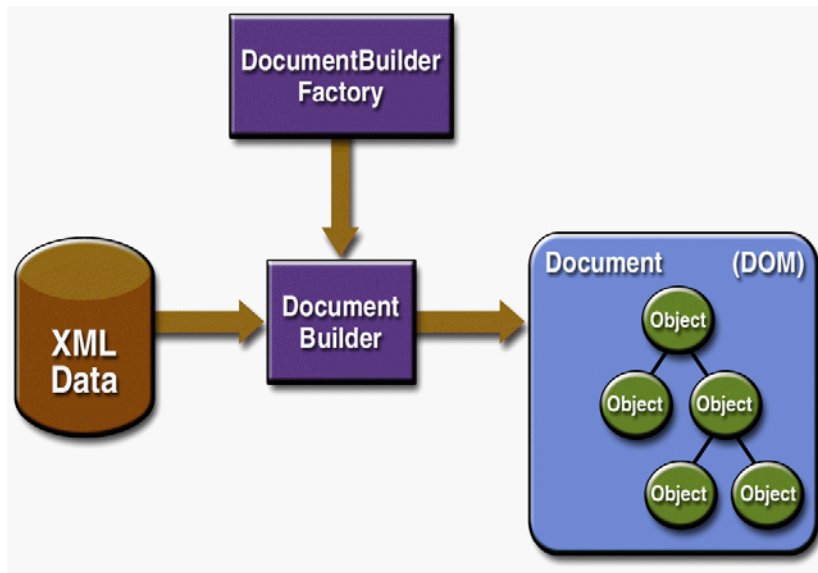 DocumentBuilder
Factory
XML
Data
Document
Builder
Document (DOM)
Object
Object Object
Object Object